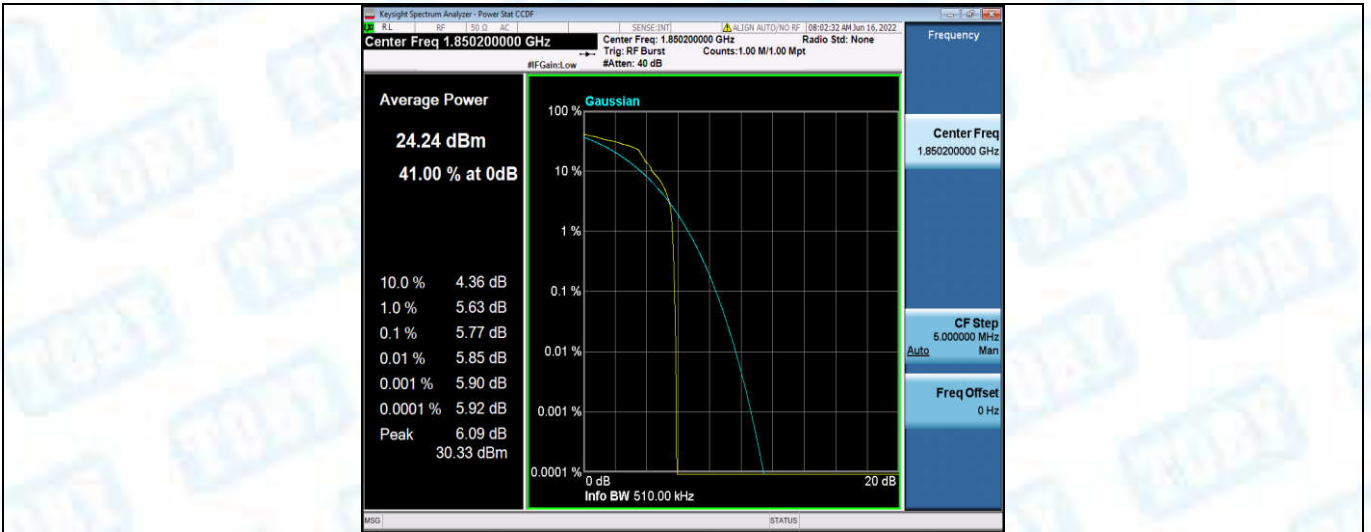 Keysight Spectrum Analyzer - Power Stat CCDF
RL RF 50 Ω AC SENSE:INT ALIGN AUTO/NO RF 08:02:32 AM Jun 16, 2022
Center Freq 1.850200000 GHz
Center Freq: 1.850200000 GHz Radio Std: None
Trig: RF Burst Counts:1.00 M/1.00 Mpt
#IFGain:Low #Atten: 40 dB
Frequency
Average Power
24.24 dBm
41.00 % at 0dB
10.0 % 4.36 dB
1.0 % 5.63 dB
0.1 % 5.77 dB
0.01 % 5.85 dB
0.001 % 5.90 dB
0.0001 % 5.92 dB
Peak 6.09 dB
30.33 dBm
Gaussian
100 %
10 %
1 %
0.1 %
0.01 %
0.001 %
0.0001 %
0 dB 20 dB
Info BW 510.00 kHz
Center Freq
1.850200000 GHz
CF Step
5.000000 MHz
Auto Man
Freq Offset
0 Hz
MSG STATUS